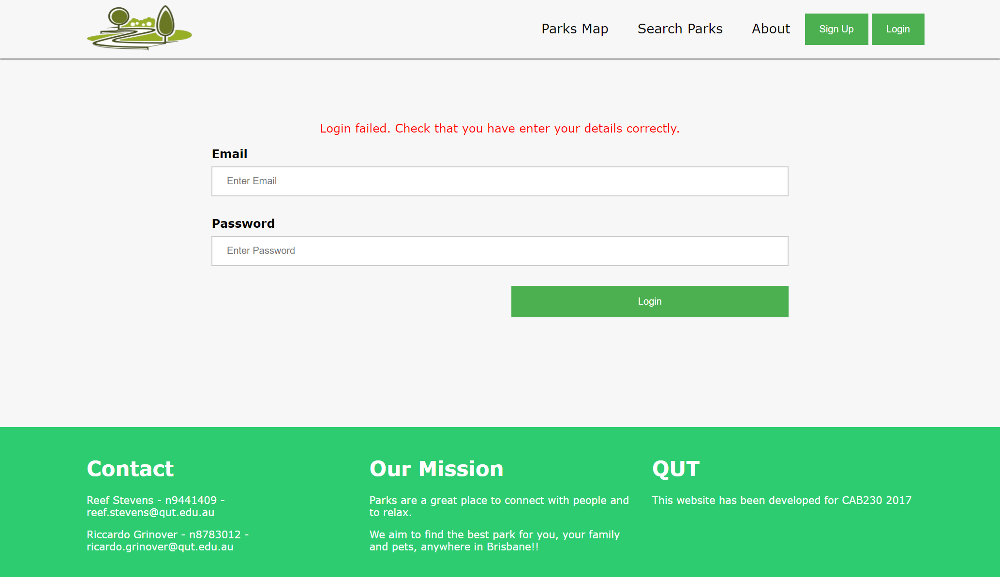 Parks Map
Search Parks
About
Sign Up
Login
Login failed. Check that you have enter your details correctly.
Email
Enter Email
Password
Enter Password
Login
Contact
Reef Stevens - n9441409 -
reef.stevens@qut.edu.au
Riccardo Grinover - n8783012 -
ricardo.grinover@qut.edu.au
Our Mission
Parks are a great place to connect with people and
to relax.
We aim to find the best park for you, your family
and pets, anywhere in Brisbane!!
QUT
This website has been developed for CAB230 2017